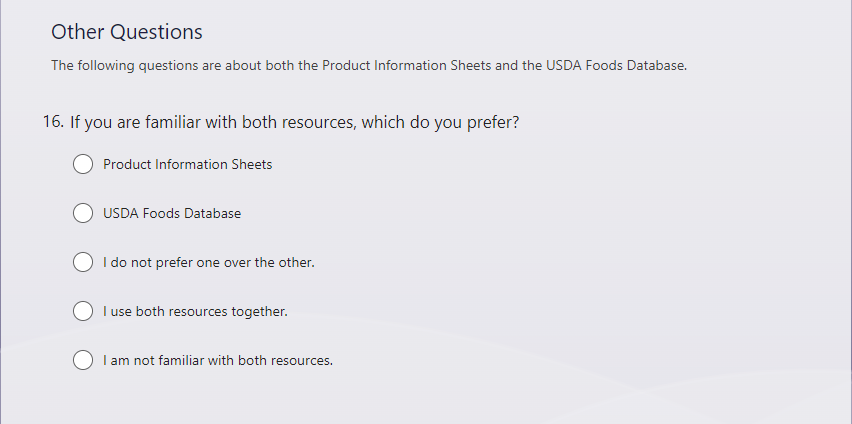 Other Questions
The following questions are about both the Product Information Sheets and the USDA Foods Database.
16. If you are familiar with both resources, which do you prefer?
Product Information Sheets
USDA Foods Database
I do not prefer one over the other.
I use both resources together.
I am not familiar with both resources.